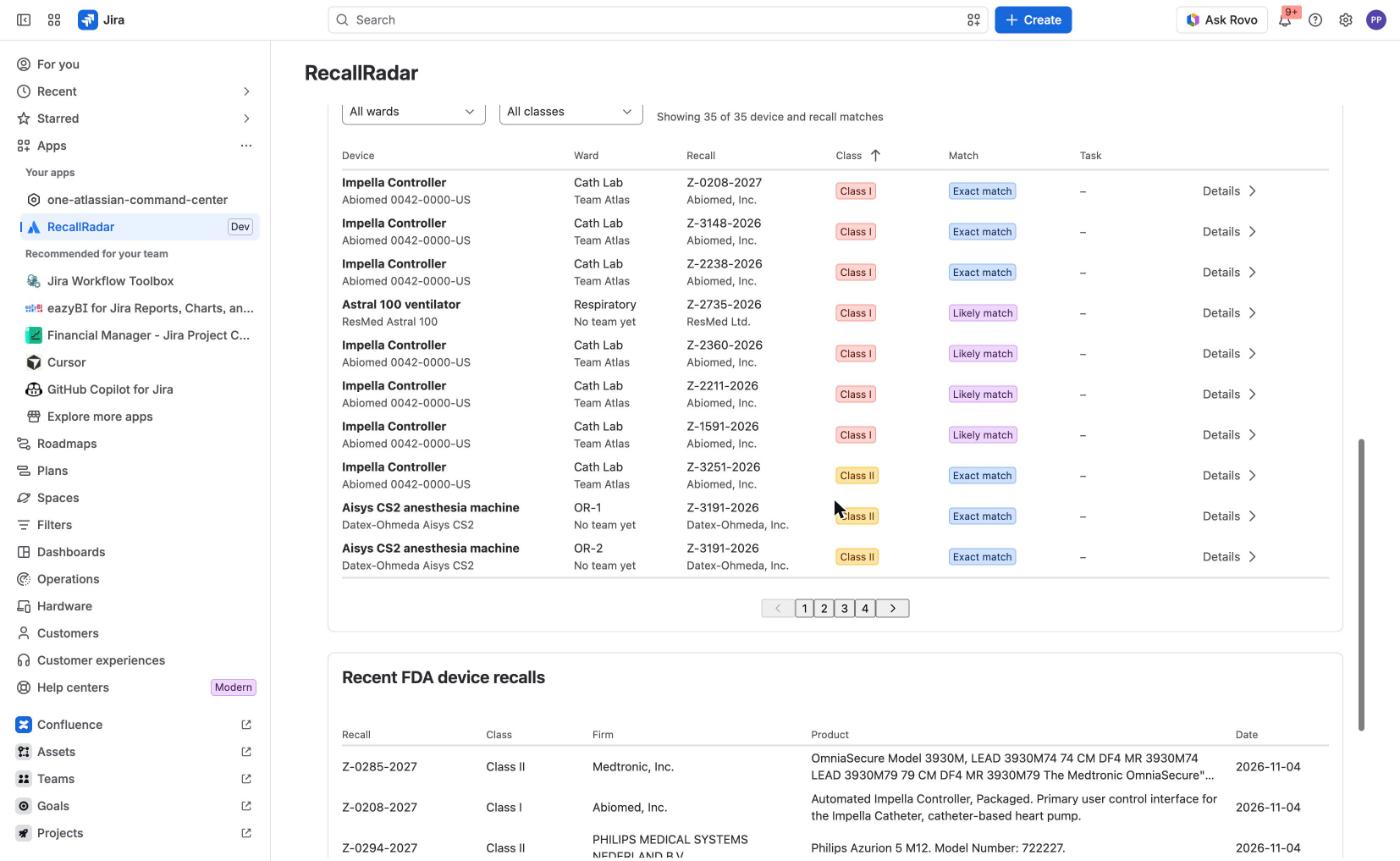 Jira
Search
Create
Ask Rovo
9+
PP
For you
Recent
Starred
Apps
Your apps
one-atlassian-command-center
RecallRadar
Dev
Recommended for your team
Jira Workflow Toolbox
eazyBI for Jira Reports, Charts, an...
Financial Manager - Jira Project C...
Cursor
GitHub Copilot for Jira
Explore more apps
Roadmaps
Plans
Spaces
Filters
Dashboards
Operations
Hardware
Customers
Customer experiences
Help centers
Modern
Confluence
Assets
Teams
Goals
Projects
RecallRadar
All wards
All classes
Showing 35 of 35 device and recall matches
Device Ward Recall Class Match Task
Impella Controller Cath Lab Z-0208-2027 Class I Exact match – Details
Abiomed 0042-0000-US Team Atlas Abiomed, Inc.
Impella Controller Cath Lab Z-3148-2026 Class I Exact match – Details
Abiomed 0042-0000-US Team Atlas Abiomed, Inc.
Impella Controller Cath Lab Z-2238-2026 Class I Exact match – Details
Abiomed 0042-0000-US Team Atlas Abiomed, Inc.
Astral 100 ventilator Respiratory Z-2735-2026 Class I Likely match – Details
ResMed Astral 100 No team yet ResMed Ltd.
Impella Controller Cath Lab Z-2360-2026 Class I Likely match – Details
Abiomed 0042-0000-US Team Atlas Abiomed, Inc.
Impella Controller Cath Lab Z-2211-2026 Class I Likely match – Details
Abiomed 0042-0000-US Team Atlas Abiomed, Inc.
Impella Controller Cath Lab Z-1591-2026 Class I Likely match – Details
Abiomed 0042-0000-US Team Atlas Abiomed, Inc.
Impella Controller Cath Lab Z-3251-2026 Class II Exact match – Details
Abiomed 0042-0000-US Team Atlas Abiomed, Inc.
Aisys CS2 anesthesia machine OR-1 Z-3191-2026 Class II Exact match – Details
Datex-Ohmeda Aisys CS2 No team yet Datex-Ohmeda, Inc.
Aisys CS2 anesthesia machine OR-2 Z-3191-2026 Class II Exact match – Details
Datex-Ohmeda Aisys CS2 No team yet Datex-Ohmeda, Inc.
1 2 3 4
Recent FDA device recalls
Recall Class Firm Product Date
Z-0285-2027 Class II Medtronic, Inc. OmniaSecure Model 3930M, LEAD 3930M74 74 CM DF4 MR 3930M74 2026-11-04
LEAD 3930M79 79 CM DF4 MR 3930M79 The Medtronic OmniaSecure"...
Z-0208-2027 Class I Abiomed, Inc. Automated Impella Controller, Packaged. Primary user control interface for 2026-11-04
the Impella Catheter, catheter-based heart pump.
Z-0294-2027 Class II PHILIPS MEDICAL SYSTEMS Philips Azurion 5 M12. Model Number: 722227. 2026-11-04
NEDERLAND B.V.